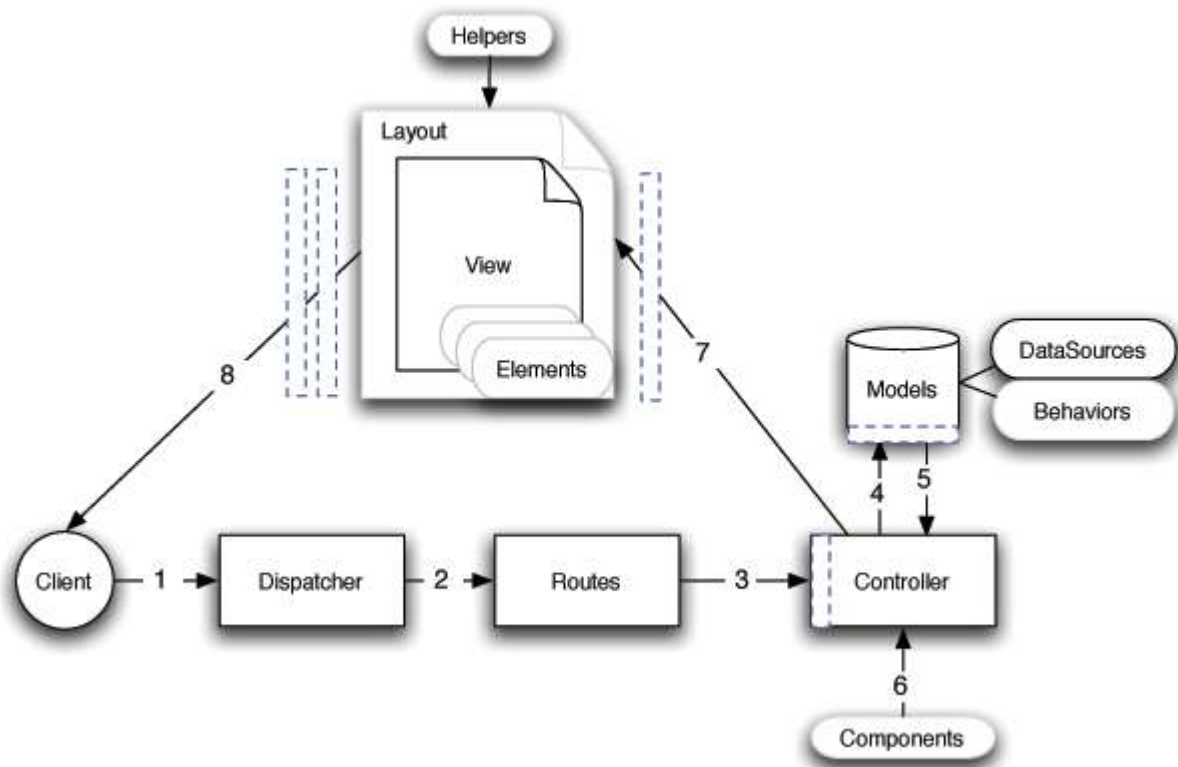 Helpers
Layout
View
Elements
8
7
Models
DataSources
Behaviors
4
5
Client
1
Dispatcher
2
Routes
3
Controller
6
Components